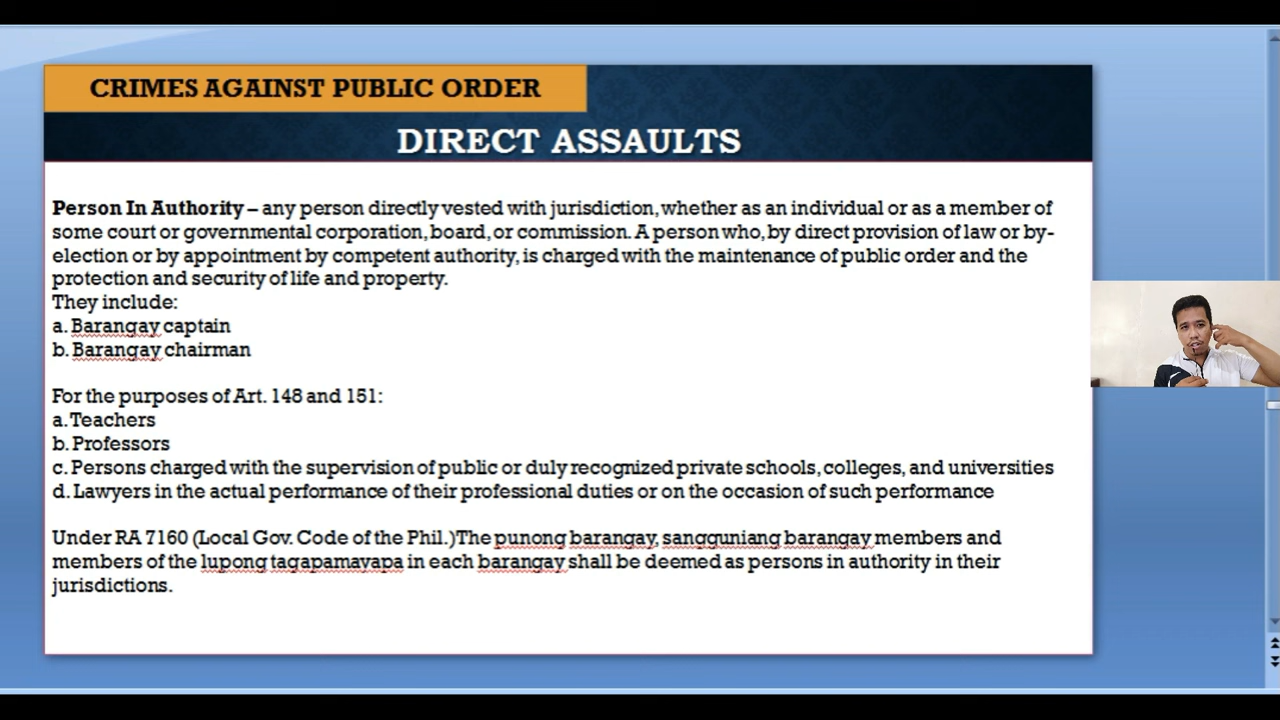 CRIMES AGAINST PUBLIC ORDER
DIRECT ASSAULTS
Person In Authority – any person directly vested with jurisdiction, whether as an individual or as a member of
some court or governmental corporation, board, or commission. A person who, by direct provision of law or by-
election or by appointment by competent authority, is charged with the maintenance of public order and the
protection and security of life and property.
They include:
a. Barangay captain
b. Barangay chairman
For the purposes of Art. 148 and 151:
a. Teachers
b. Professors
c. Persons charged with the supervision of public or duly recognized private schools, colleges, and universities
d. Lawyers in the actual performance of their professional duties or on the occasion of such performance
Under RA 7160 (Local Gov. Code of the Phil.)The punong barangay, sangguniang barangay members and
members of the lupong tagapamayapa in each barangay shall be deemed as persons in authority in their
jurisdictions.